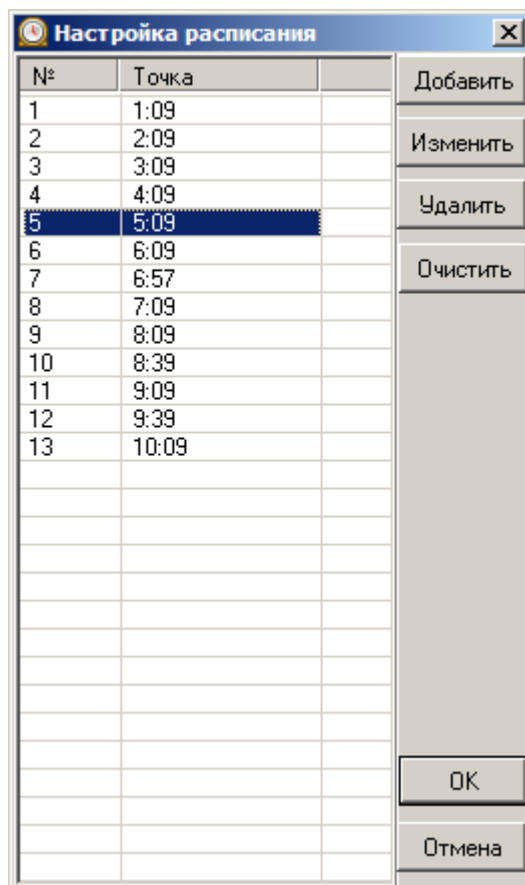 Настройка расписания
№ Точка
1 1:09
2 2:09
3 3:09
4 4:09
5 5:09
6 6:09
7 6:57
8 7:09
9 8:09
10 8:39
11 9:09
12 9:39
13 10:09
Добавить
Изменить
Удалить
Очистить
OK
Отмена